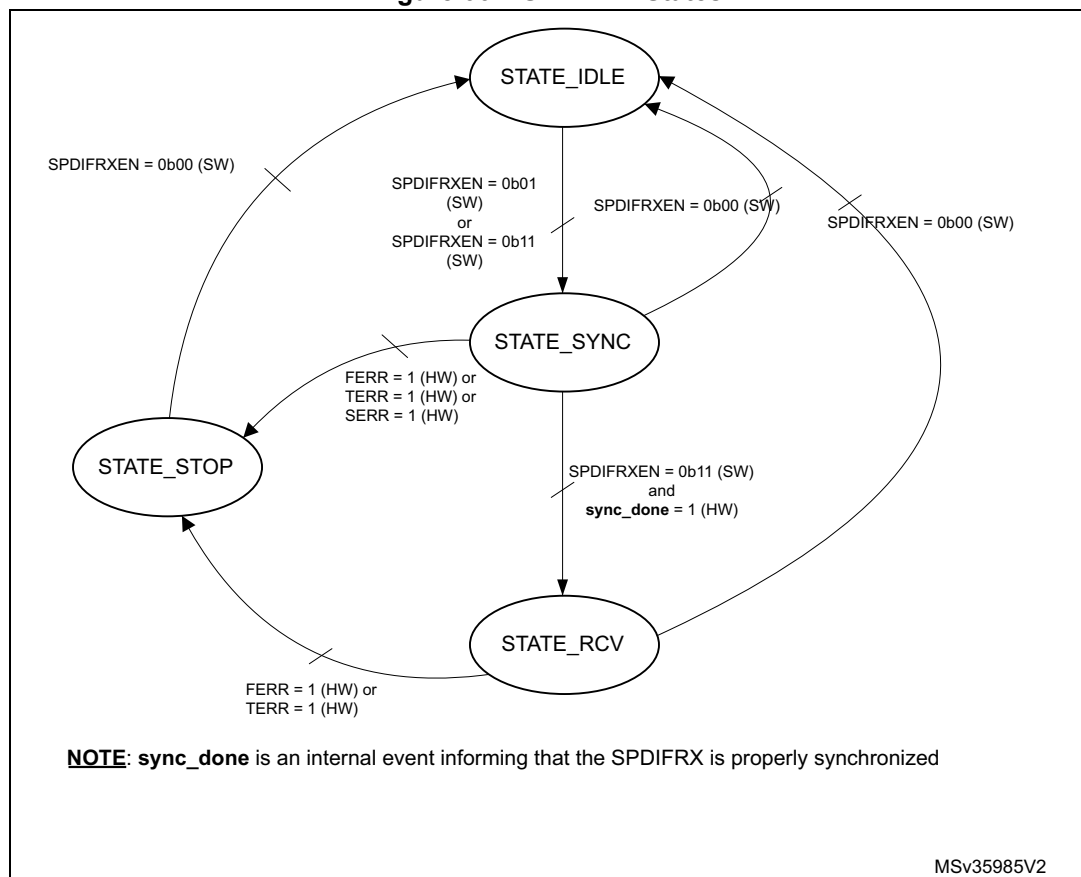 STATE_IDLE
SPDIFRXEN = 0b00 (SW)
SPDIFRXEN = 0b01
(SW)
or
SPDIFRXEN = 0b11
(SW)
SPDIFRXEN = 0b00 (SW)
SPDIFRXEN = 0b00 (SW)
STATE_SYNC
FERR = 1 (HW) or
TERR = 1 (HW) or
SERR = 1 (HW)
STATE_STOP
SPDIFRXEN = 0b11 (SW)
and
sync_done = 1 (HW)
STATE_RCV
FERR = 1 (HW) or
TERR = 1 (HW)
NOTE: sync_done is an internal event informing that the SPDIFRX is properly synchronized
MSv35985V2